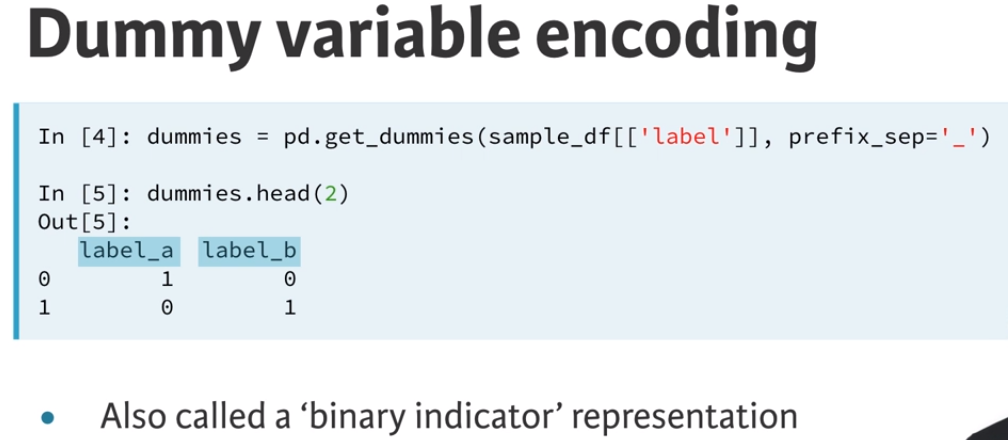 Dummy variable encoding
In [4]: dummies = pd.get_dummies(sample_df[['label']], prefix_sep='_')
In [5]: dummies.head(2)
Out[5]:
label_a label_b
0 1 0
1 0 1
• Also called a ‘binary indicator’ representation